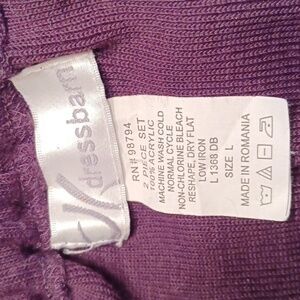 dressbarn
RN# 98794
2 PIECE SET
100% ACRYLIC
MACHINE WASH COLD
NORMAL CYCLE
NON-CHLORINE BLEACH
RESHAPE, DRY FLAT
LOW IRON
L 1368 DB
SIZE L
MADE IN ROMANIA